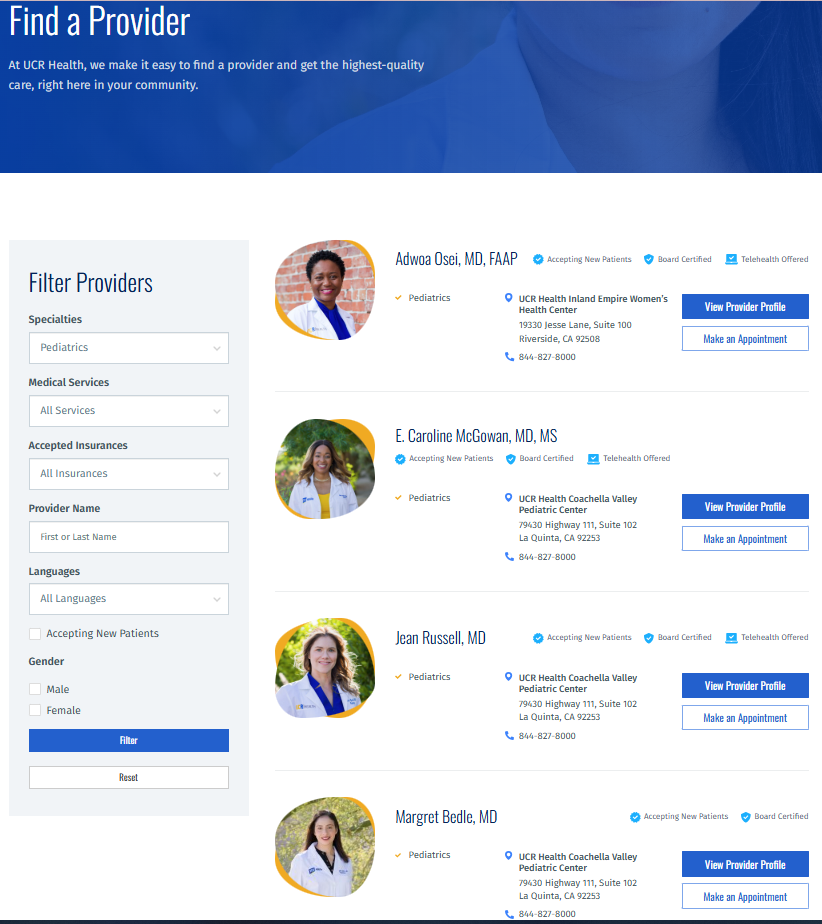 Find a Provider
At UCR Health, we make it easy to find a provider and get the highest-quality
care, right here in your community.
Filter Providers
Specialties
Pediatrics
Medical Services
All Services
Accepted Insurances
All Insurances
Provider Name
First or Last Name
Languages
All Languages
Accepting New Patients
Gender
Male
Female
Filter
Reset
Adwoa Osei, MD, FAAP
Accepting New Patients
Board Certified
Telehealth Offered
Pediatrics
UCR Health Inland Empire Women's
Health Center
19330 Jesse Lane, Suite 100
Riverside, CA 92508
844-827-8000
View Provider Profile
Make an Appointment
E. Caroline McGowan, MD, MS
Accepting New Patients
Board Certified
Telehealth Offered
Pediatrics
UCR Health Coachella Valley
Pediatric Center
79430 Highway 111, Suite 102
La Quinta, CA 92253
844-827-8000
View Provider Profile
Make an Appointment
Jean Russell, MD
Accepting New Patients
Board Certified
Telehealth Offered
Pediatrics
UCR Health Coachella Valley
Pediatric Center
79430 Highway 111, Suite 102
La Quinta, CA 92253
844-827-8000
View Provider Profile
Make an Appointment
Margret Bedle, MD
Accepting New Patients
Board Certified
Pediatrics
UCR Health Coachella Valley
Pediatric Center
79430 Highway 111, Suite 102
La Quinta, CA 92253
844-827-8000
View Provider Profile
Make an Appointment